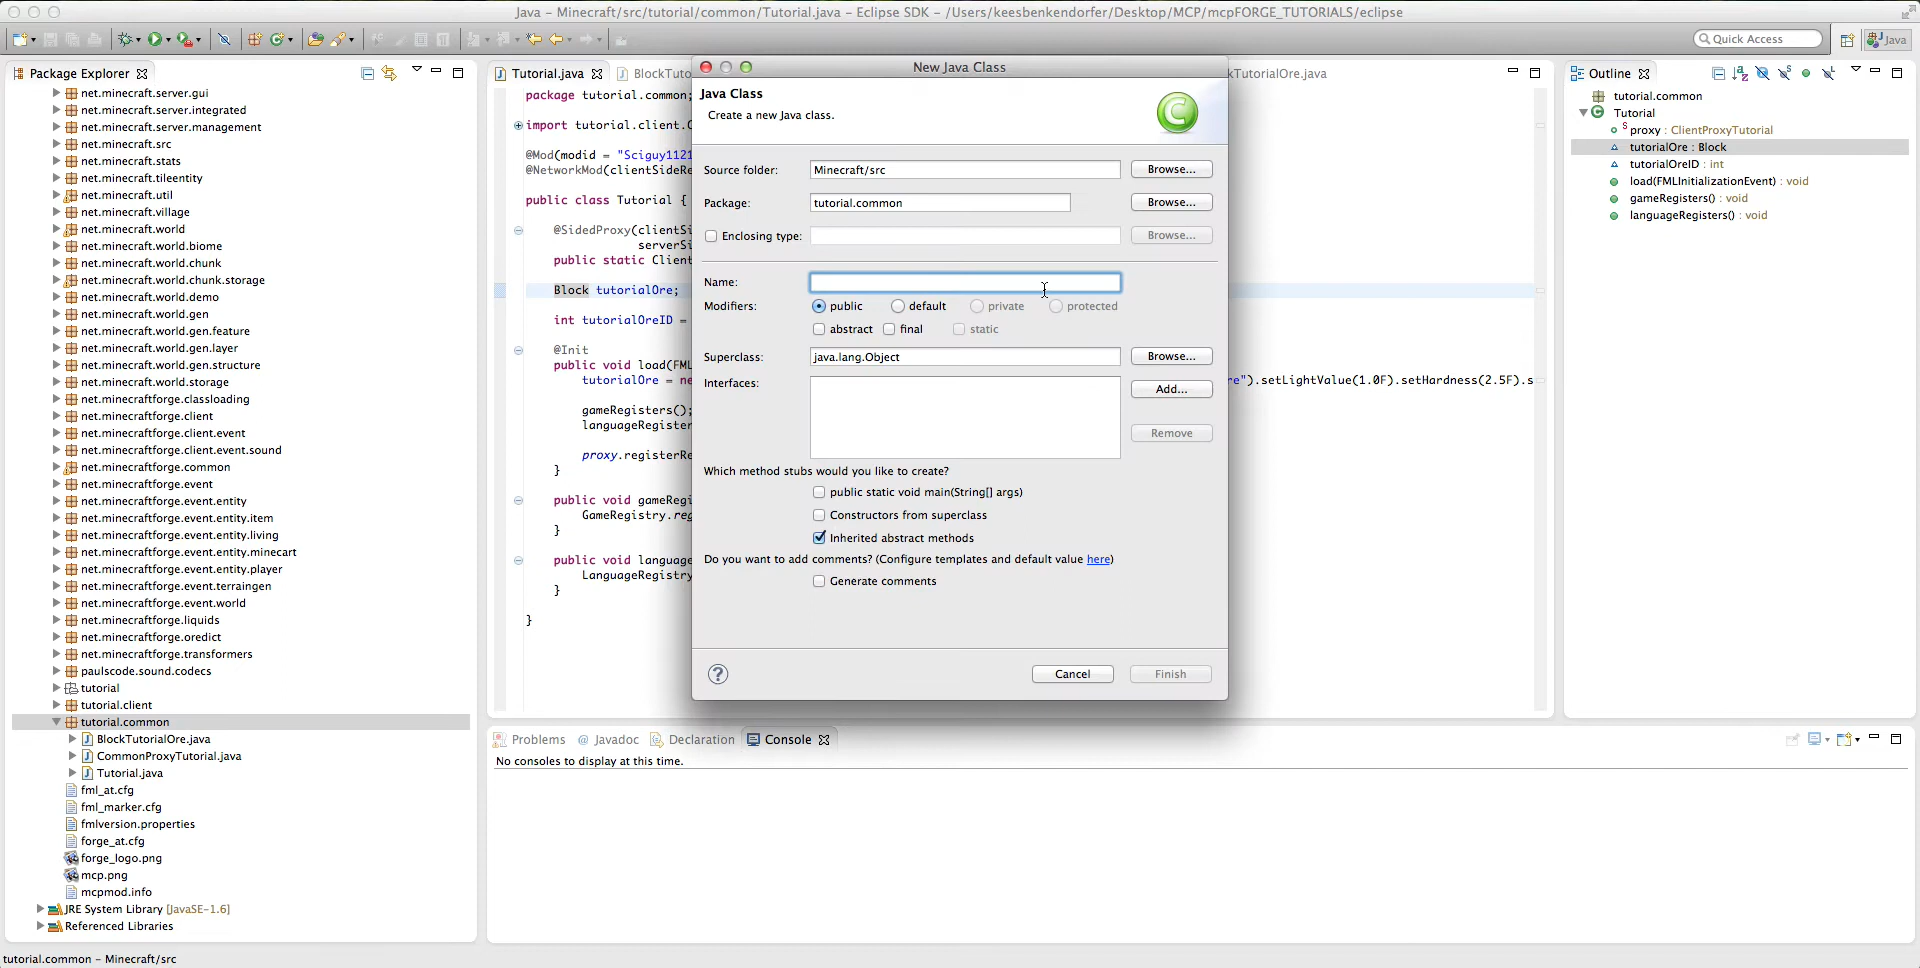 Java – Minecraft/src/tutorial/common/Tutorial.java – Eclipse SDK – /Users/keesbenkendorfer/Desktop/MCP/mcpFORGE_TUTORIALS/eclipse
Quick Access
Java
Package Explorer
net.minecraft.server.gui
net.minecraft.server.integrated
net.minecraft.server.management
net.minecraft.src
net.minecraft.stats
net.minecraft.tileentity
net.minecraft.util
net.minecraft.village
net.minecraft.world
net.minecraft.world.biome
net.minecraft.world.chunk
net.minecraft.world.chunk.storage
net.minecraft.world.demo
net.minecraft.world.gen
net.minecraft.world.gen.feature
net.minecraft.world.gen.layer
net.minecraft.world.gen.structure
net.minecraft.world.storage
net.minecraftforge.classloading
net.minecraftforge.client
net.minecraftforge.client.event
net.minecraftforge.client.event.sound
net.minecraftforge.common
net.minecraftforge.event
net.minecraftforge.event.entity
net.minecraftforge.event.entity.item
net.minecraftforge.event.entity.living
net.minecraftforge.event.entity.minecart
net.minecraftforge.event.entity.player
net.minecraftforge.event.terraingen
net.minecraftforge.event.world
net.minecraftforge.liquids
net.minecraftforge.oredict
net.minecraftforge.transformers
paulscode.sound.codecs
tutorial
tutorial.client
tutorial.common
BlockTutorialOre.java
CommonProxyTutorial.java
Tutorial.java
fml_at.cfg
fml_marker.cfg
fmlversion.properties
forge_at.cfg
forge_logo.png
mcp.png
mcpmod.info
JRE System Library [JavaSE-1.6]
Referenced Libraries
Tutorial.java
BlockTuto
kTutorialOre.java
package tutorial.common;
import tutorial.client.C
@Mod(modid = "Sciguy1121
@NetworkMod(clientSideRe
public class Tutorial {
@SidedProxy(clientSi
serverSi
public static Client
Block tutorialOre;
int tutorialOreID =
@Init
public void load(FML
tutorialOre = ne
re").setLightValue(1.0F).setHardness(2.5F).s
gameRegisters();
languageRegister
proxy.registerRe
}
public void gameRegi
GameRegistry.reg
}
public void language
LanguageRegistry
}
}
New Java Class
Java Class
Create a new Java class.
C
Source folder: Minecraft/src Browse...
Package: tutorial.common Browse...
Enclosing type: Browse...
Name:
Modifiers: public default private protected
abstract final static
Superclass: java.lang.Object Browse...
Interfaces: Add...
Remove
Which method stubs would you like to create?
public static void main(String[] args)
Constructors from superclass
Inherited abstract methods
Do you want to add comments? (Configure templates and default value here)
Generate comments
? Cancel Finish
Outline
tutorial.common
Tutorial
proxy : ClientProxyTutorial
tutorialOre : Block
tutorialOreID : int
load(FMLInitializationEvent) : void
gameRegisters() : void
languageRegisters() : void
Problems @ Javadoc Declaration Console
No consoles to display at this time.
tutorial.common – Minecraft/src